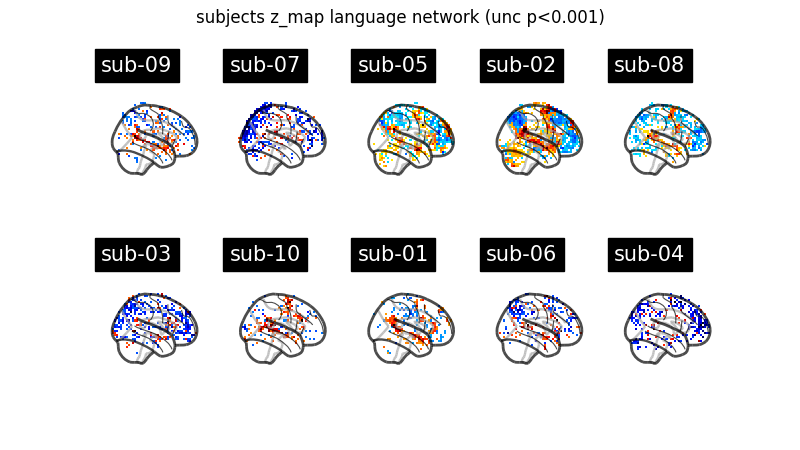 subjects z_map language network (unc p<0.001)
sub-09 sub-07 sub-05 sub-02 sub-08
sub-03 sub-10 sub-01 sub-06 sub-04